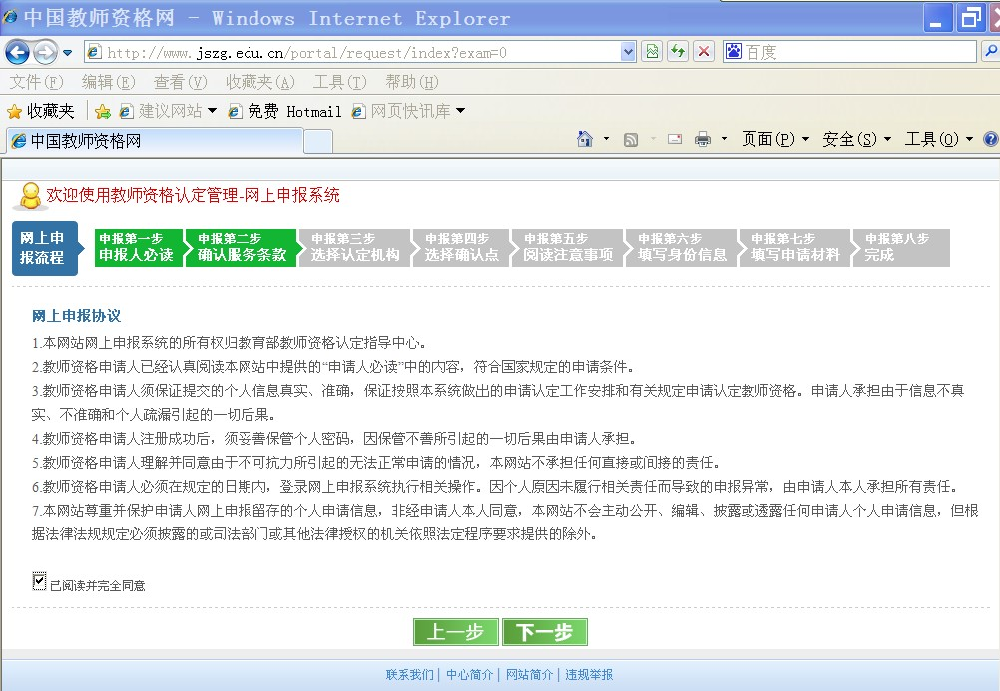 中国教师资格网 - Windows Internet Explorer
http://www.jszg.edu.cn/portal/request/index?exam=0
百度
文件(F) 编辑(E) 查看(V) 收藏夹(A) 工具(T) 帮助(H)
收藏夹 建议网站 免费 Hotmail 网页快讯库
中国教师资格网 页面(P) 安全(S) 工具(O)
欢迎使用教师资格认定管理-网上申报系统
网上申
报流程
申报第一步
申报人必读
申报第二步
确认服务条款
申报第三步
选择认定机构
申报第四步
选择确认点
申报第五步
阅读注意事项
申报第六步
填写身份信息
申报第七步
填写申请材料
申报第八步
完成
网上申报协议
1.本网站网上申报系统的所有权归教育部教师资格认定指导中心。
2.教师资格申请人已经认真阅读本网站中提供的“申请人必读”中的内容，符合国家规定的申请条件。
3.教师资格申请人须保证提交的个人信息真实、准确，保证按照本系统做出的申请认定工作安排和有关规定申请认定教师资格。申请人承担由于信息不真
实、不准确和个人疏漏引起的一切后果。
4.教师资格申请人注册成功后，须妥善保管个人密码，因保管不善所引起的一切后果由申请人承担。
5.教师资格申请人理解并同意由于不可抗力所引起的无法正常申请的情况，本网站不承担任何直接或间接的责任。
6.教师资格申请人必须在规定的日期内，登录网上申报系统执行相关操作。因个人原因未履行相关责任而导致的申报异常，由申请人本人承担所有责任。
7.本网站尊重并保护申请人网上申报留存的个人申请信息，非经申请人本人同意，本网站不会主动公开、编辑、披露或透露任何申请人个人申请信息，但根
据法律法规规定必须披露的或司法部门或其他法律授权的机关依照法定程序要求提供的除外。
已阅读并完全同意
上一步 下一步
联系我们| 中心简介| 网站简介| 违规举报